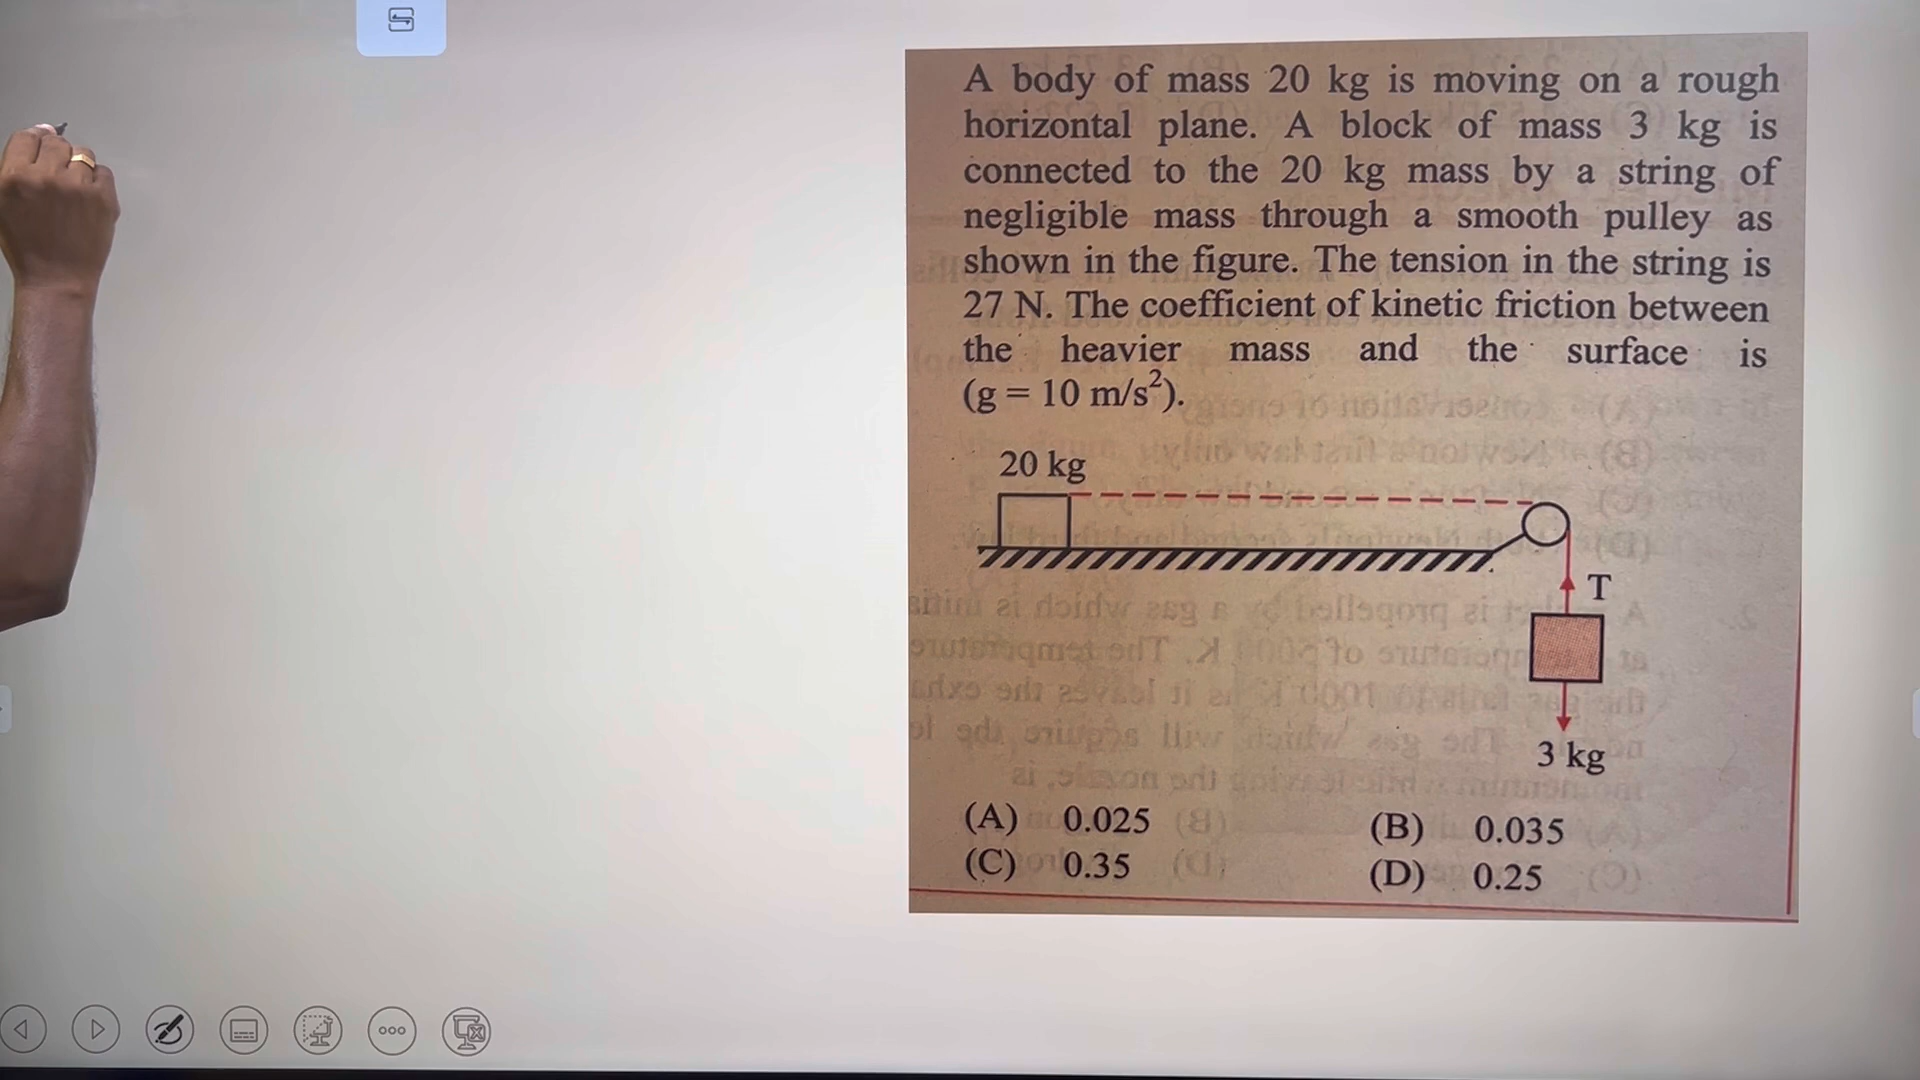 A body of mass 20 kg is moving on a rough
horizontal plane. A block of mass 3 kg is
connected to the 20 kg mass by a string of
negligible mass through a smooth pulley as
shown in the figure. The tension in the string is
27 N. The coefficient of kinetic friction between
the heavier mass and the surface is
(g = 10 m/s²).
20 kg
T
3 kg
(A) 0.025 (B) 0.035
(C) 0.35 (D) 0.25